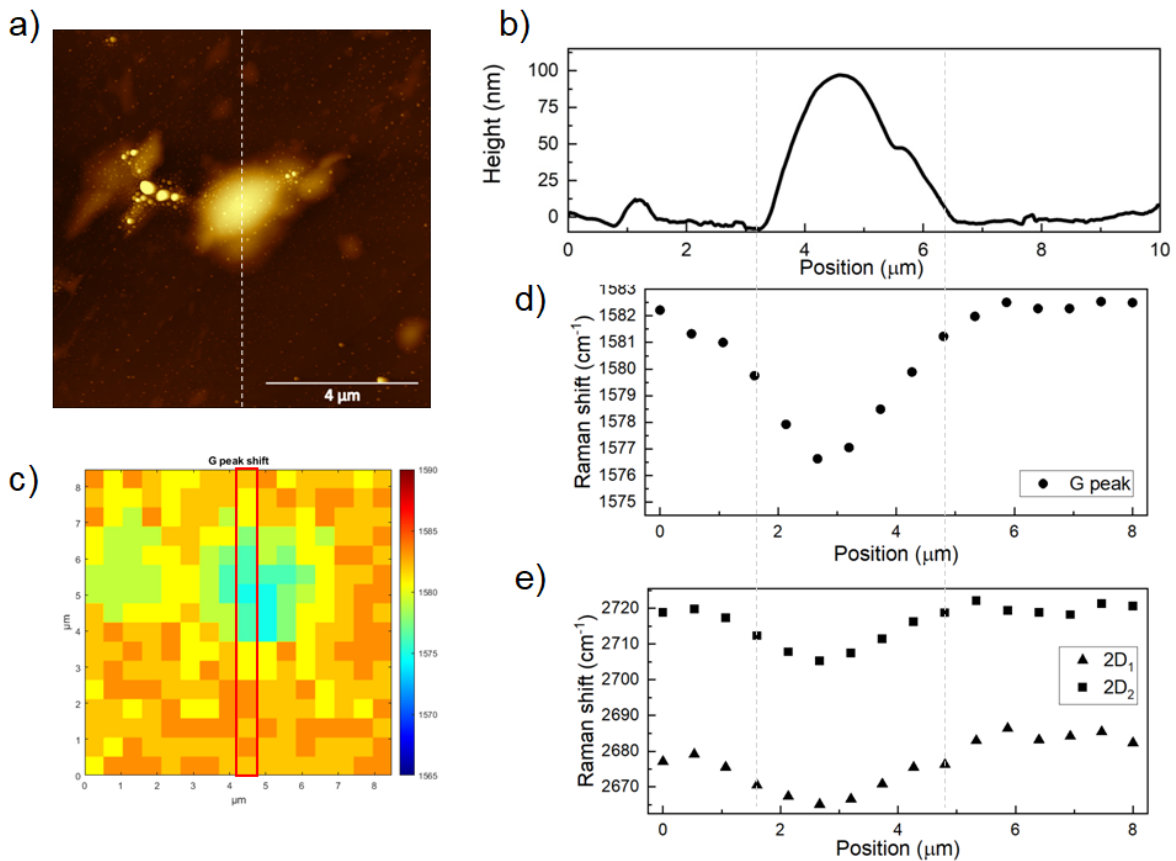 a)
4 µm
b)
Height (nm)
100
75
50
25
0
0 2 4 6 8 10
Position (µm)
c)
G peak shift
µm
8
7
6
5
4
3
2
1
0
0 1 2 3 4 5 6 7 8
µm
1590
1585
1580
1575
1570
1565
d)
Raman shift (cm⁻¹)
1583
1582
1581
1580
1579
1578
1577
1576
1575
G peak
0 2 4 6 8
Position (µm)
e)
Raman shift (cm⁻¹)
2720
2710
2700
2690
2680
2670
2D₁
2D₂
0 2 4 6 8
Position (µm)